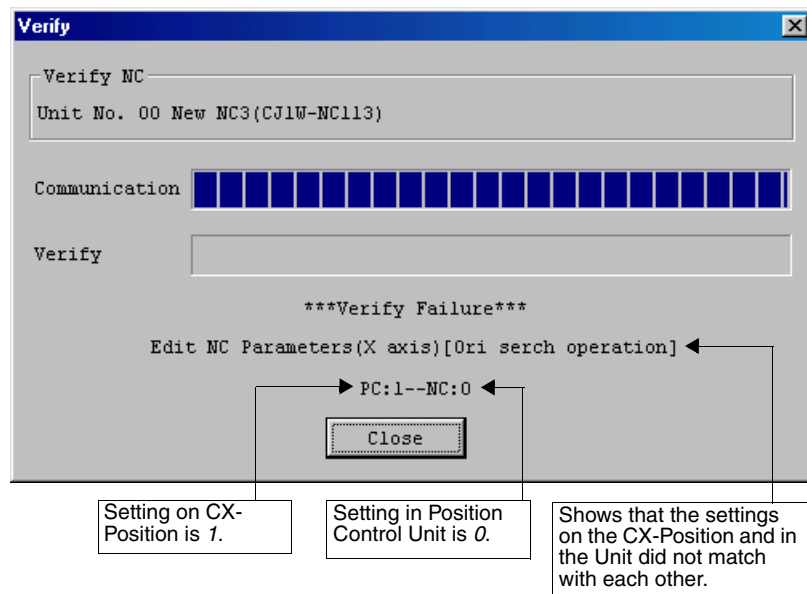 Verify
Verify NC
Unit No. 00 New NC3(CJ1W-NC113)
Communication
Verify
***Verify Failure***
Edit NC Parameters(X axis)[Ori serch operation]
PC:1--NC:0
Close
Setting on CX-
Position is 1.
Setting in Position
Control Unit is 0.
Shows that the settings
on the CX-Position and in
the Unit did not match
with each other.